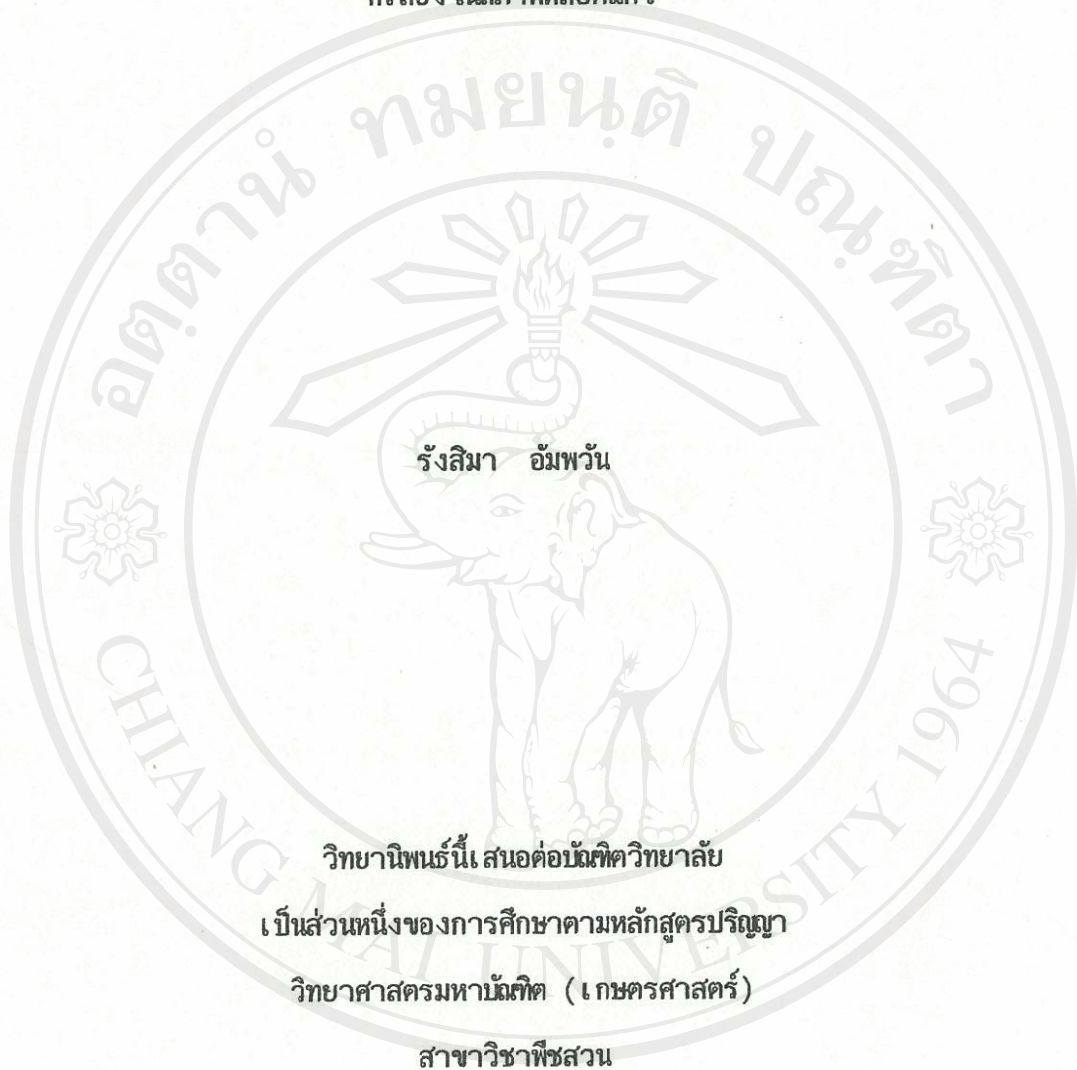 อตฺตานํ ทมยนฺติ ปณฺฑิตา
รังสิมา อัมพวัน
วิทยานิพนธ์นี้เสนอต่อบัณฑิตวิทยาลัย
เป็นส่วนหนึ่งของการศึกษาตามหลักสูตรปริญญา
วิทยาศาสตรมหาบัณฑิต (เกษตรศาสตร์)
สาขาวิชาพืชสวน
CHIANG MAI UNIVERSITY 1964